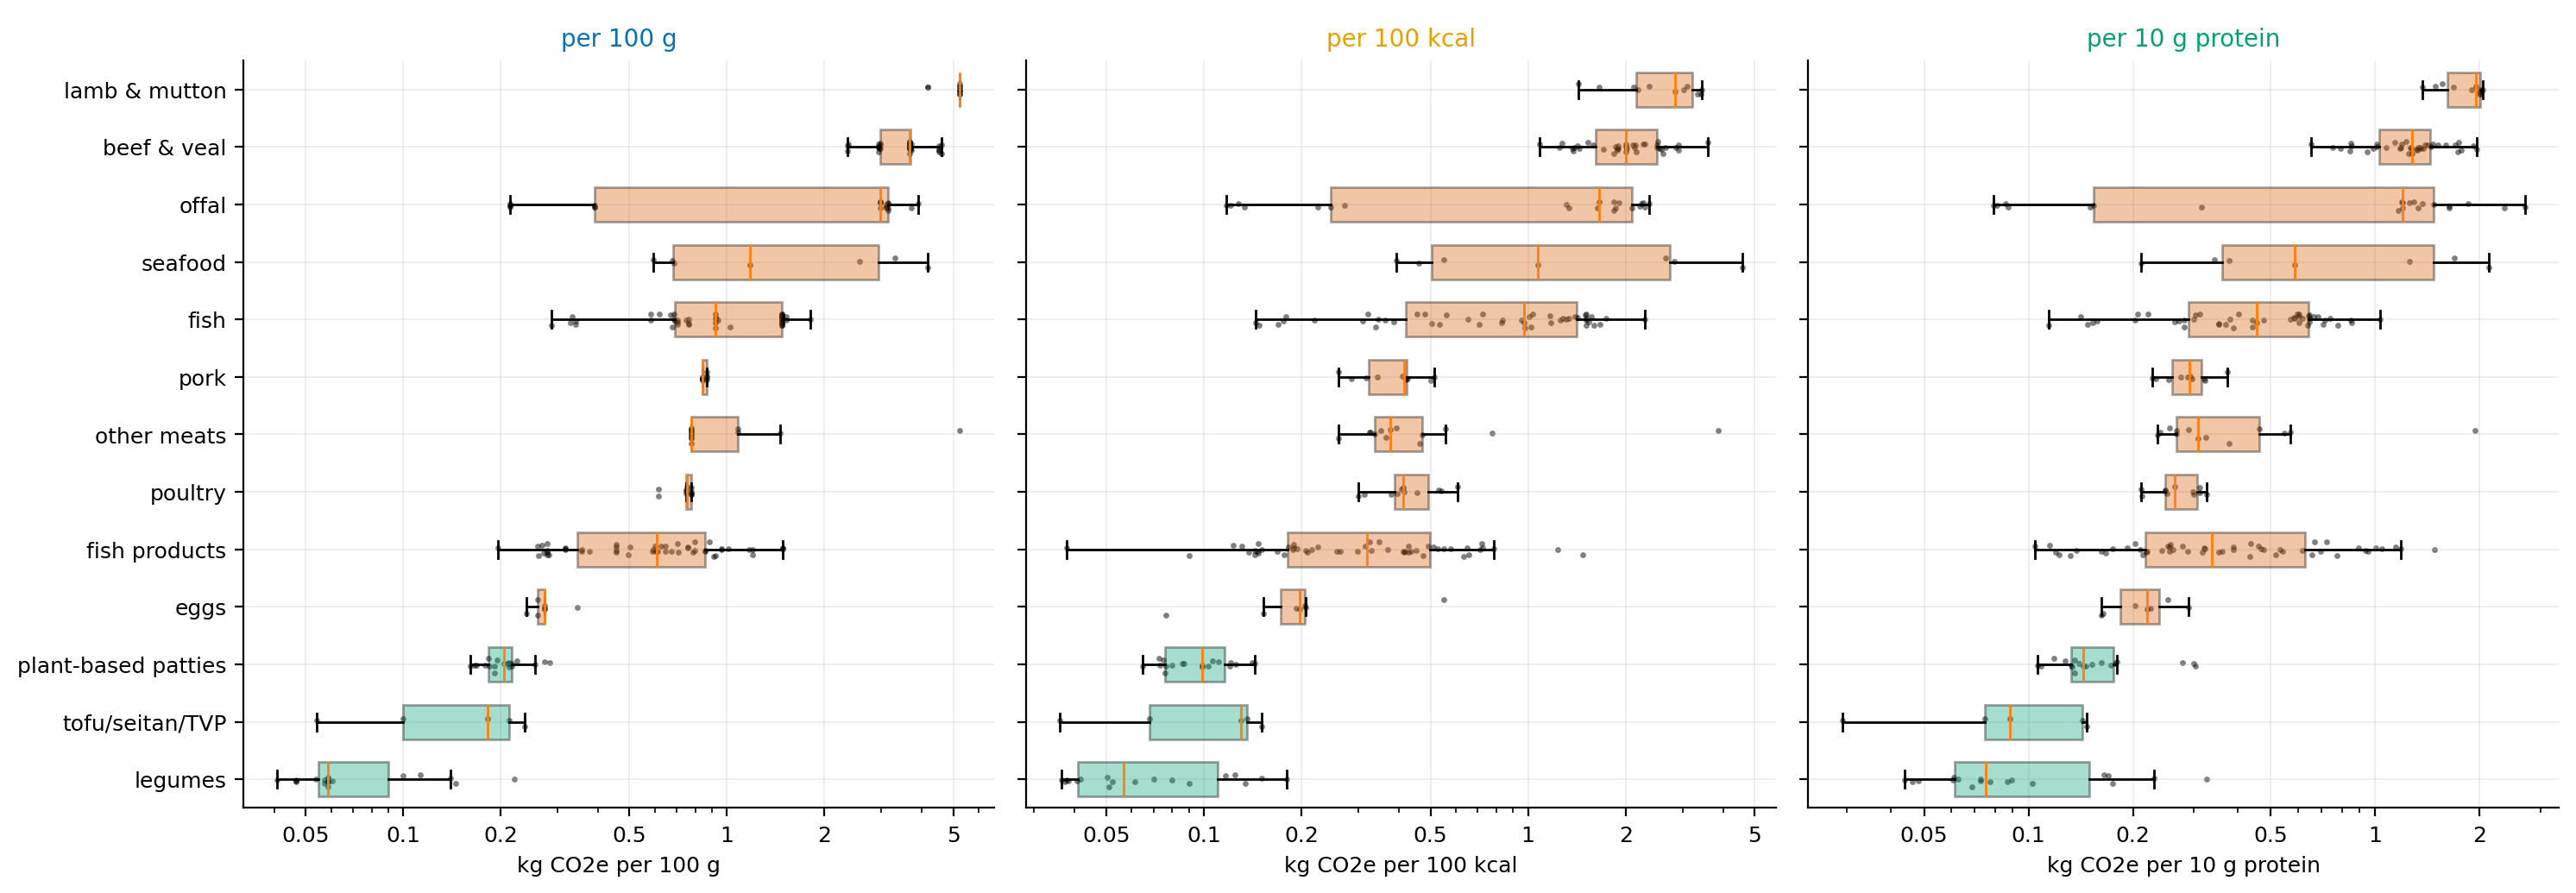 per 100 g
per 100 kcal
per 10 g protein
lamb & mutton
beef & veal
offal
seafood
fish
pork
other meats
poultry
fish products
eggs
plant-based patties
tofu/seitan/TVP
legumes
0.05 0.1 0.2 0.5 1 2 5
0.05 0.1 0.2 0.5 1 2 5
0.05 0.1 0.2 0.5 1 2
kg CO2e per 100 g
kg CO2e per 100 kcal
kg CO2e per 10 g protein